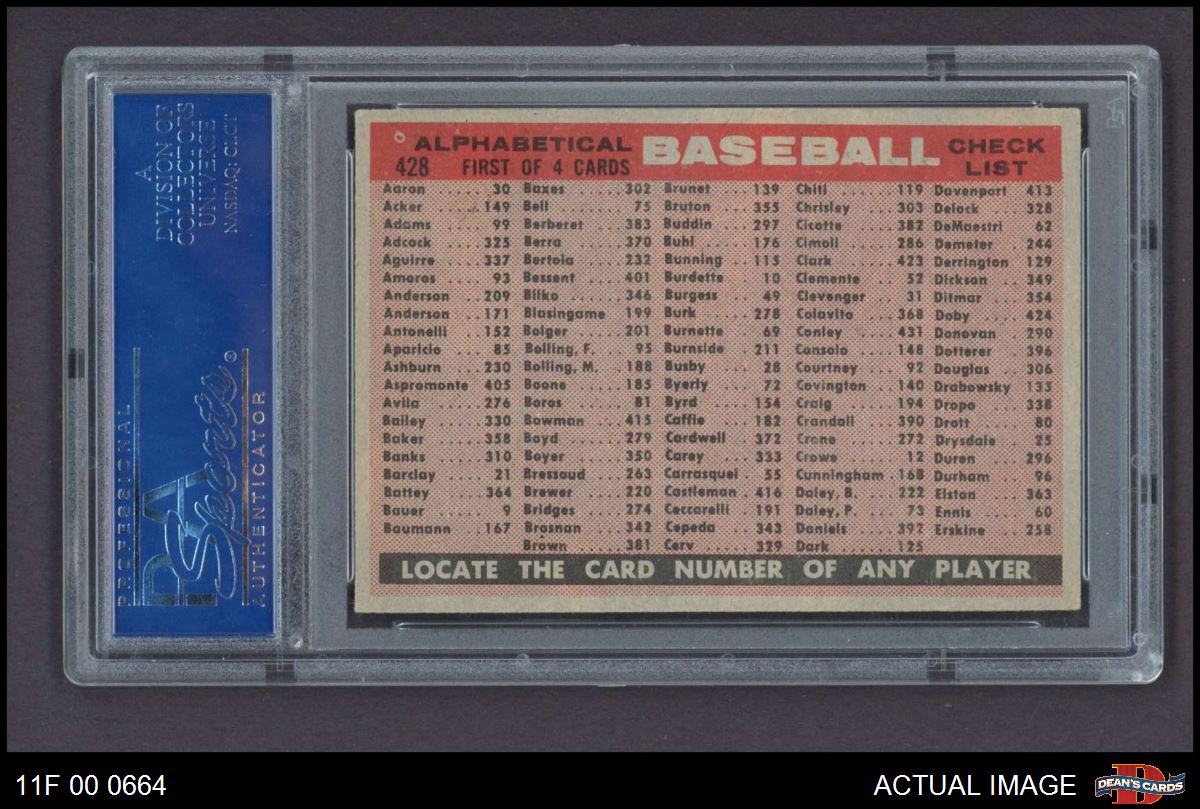 A
DIVISION OF
COLLECTORS
UNIVERSE
NASDAQ: CLCT
PROFESSIONAL
PSA
Sports®
AUTHENTICATOR
ALPHABETICAL BASEBALL CHECK
428 FIRST OF 4 CARDS LIST
Aaron .... 30 Baxes .... 302 Brunet ... 139 Chiti .... 119 Davenport 413
Acker .... 149 Bell .... 75 Bruton ... 355 Chrisley .. 303 Delock ... 328
Adams .... 99 Berberet .. 383 Buddin ... 297 Cicotte ... 382 DeMaestri 62
Adcock ... 325 Berra .... 370 Buhl .... 176 Cimoli ... 286 Demeter .. 244
Aguirre ... 337 Bertoia ... 232 Bunning .. 115 Clark .... 423 Derrington 129
Amoros ... 93 Bessent ... 401 Burdette .. 10 Clemente .. 52 Dickson .. 349
Anderson .. 209 Bilko .... 346 Burgess .. 49 Clevenger . 31 Ditmar ... 354
Anderson .. 171 Blasingame 199 Burk .... 278 Colavito .. 368 Doby .... 424
Antonelli .. 152 Bolger ... 201 Burnette .. 69 Conley ... 431 Donovan .. 290
Aparicio ... 85 Bolling, F. . 95 Burnside .. 211 Consolo ... 148 Dotterer .. 396
Ashburn ... 230 Bolling, M. . 188 Busby ... 28 Courtney .. 92 Douglas .. 306
Aspromonte 405 Boone .... 185 Byerly ... 72 Covington . 140 Drabowsky 135
Avila .... 276 Boros .... 81 Byrd .... 154 Craig .... 194 Dropo ... 338
Bailey .... 330 Bowman ... 415 Caffie ... 182 Crandall .. 390 Drott .... 80
Baker .... 358 Boyd .... 279 Cardwell .. 372 Crone .... 272 Drysdale .. 25
Banks .... 310 Boyer .... 350 Carey ... 333 Crowe .... 12 Duren ... 296
Barclay ... 21 Bressoud .. 263 Carrasquel . 55 Cunningham 168 Durham .. 96
Battey .... 364 Brewer ... 220 Castleman . 416 Daley, B. . 222 Elston ... 363
Bauer .... 9 Bridges ... 274 Ceccarelli . 191 Daley, P. . 73 Ennis .... 60
Baumann .. 167 Brosnan ... 342 Cepeda .. 343 Daniels ... 392 Erskine .. 258
Brown .... 381 Cerv .... 329 Dark .... 125
LOCATE THE CARD NUMBER OF ANY PLAYER
11F 00 0664
ACTUAL IMAGE
DEAN'S CARDS